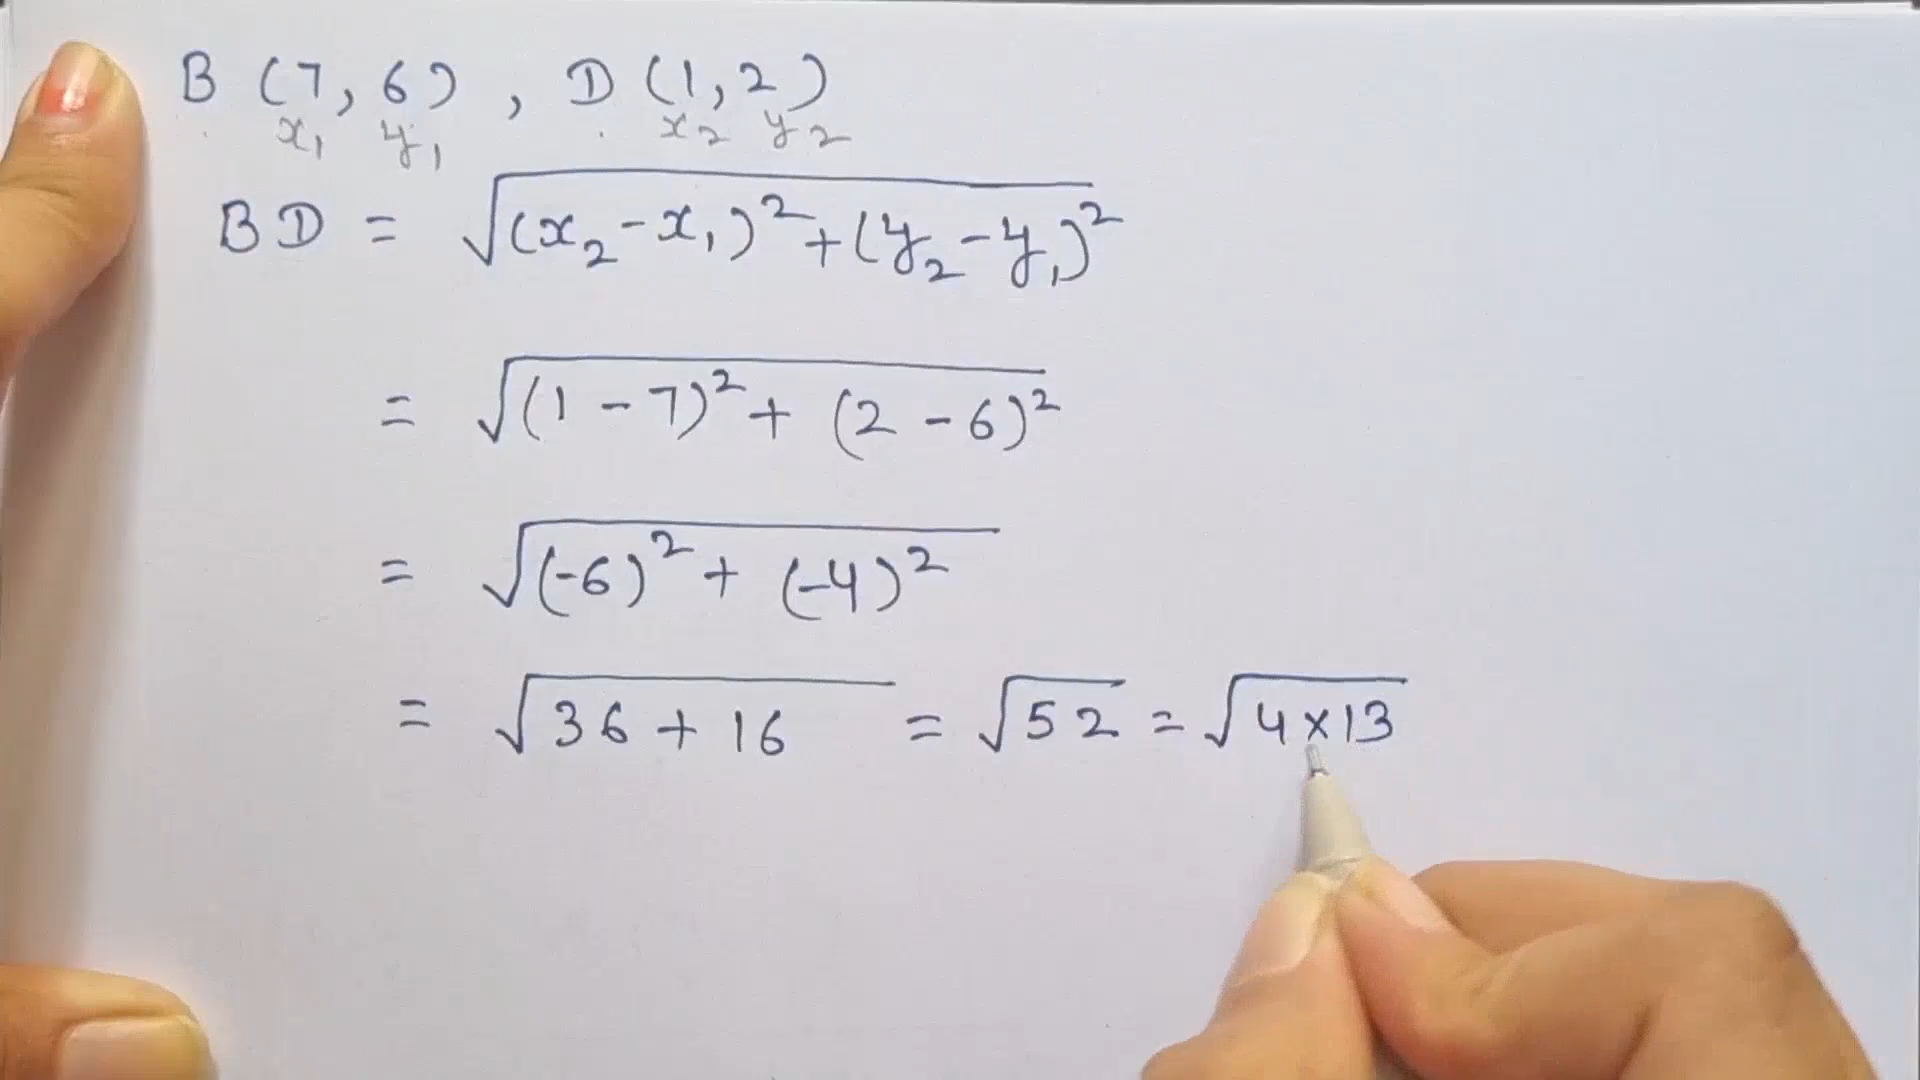 B (7, 6) , D (1, 2)
x₁ y₁ x₂ y₂
BD = √(x₂ - x₁)² + (y₂ - y₁)²
= √(1 - 7)² + (2 - 6)²
= √(-6)² + (-4)²
= √36 + 16 = √52 = √4×13